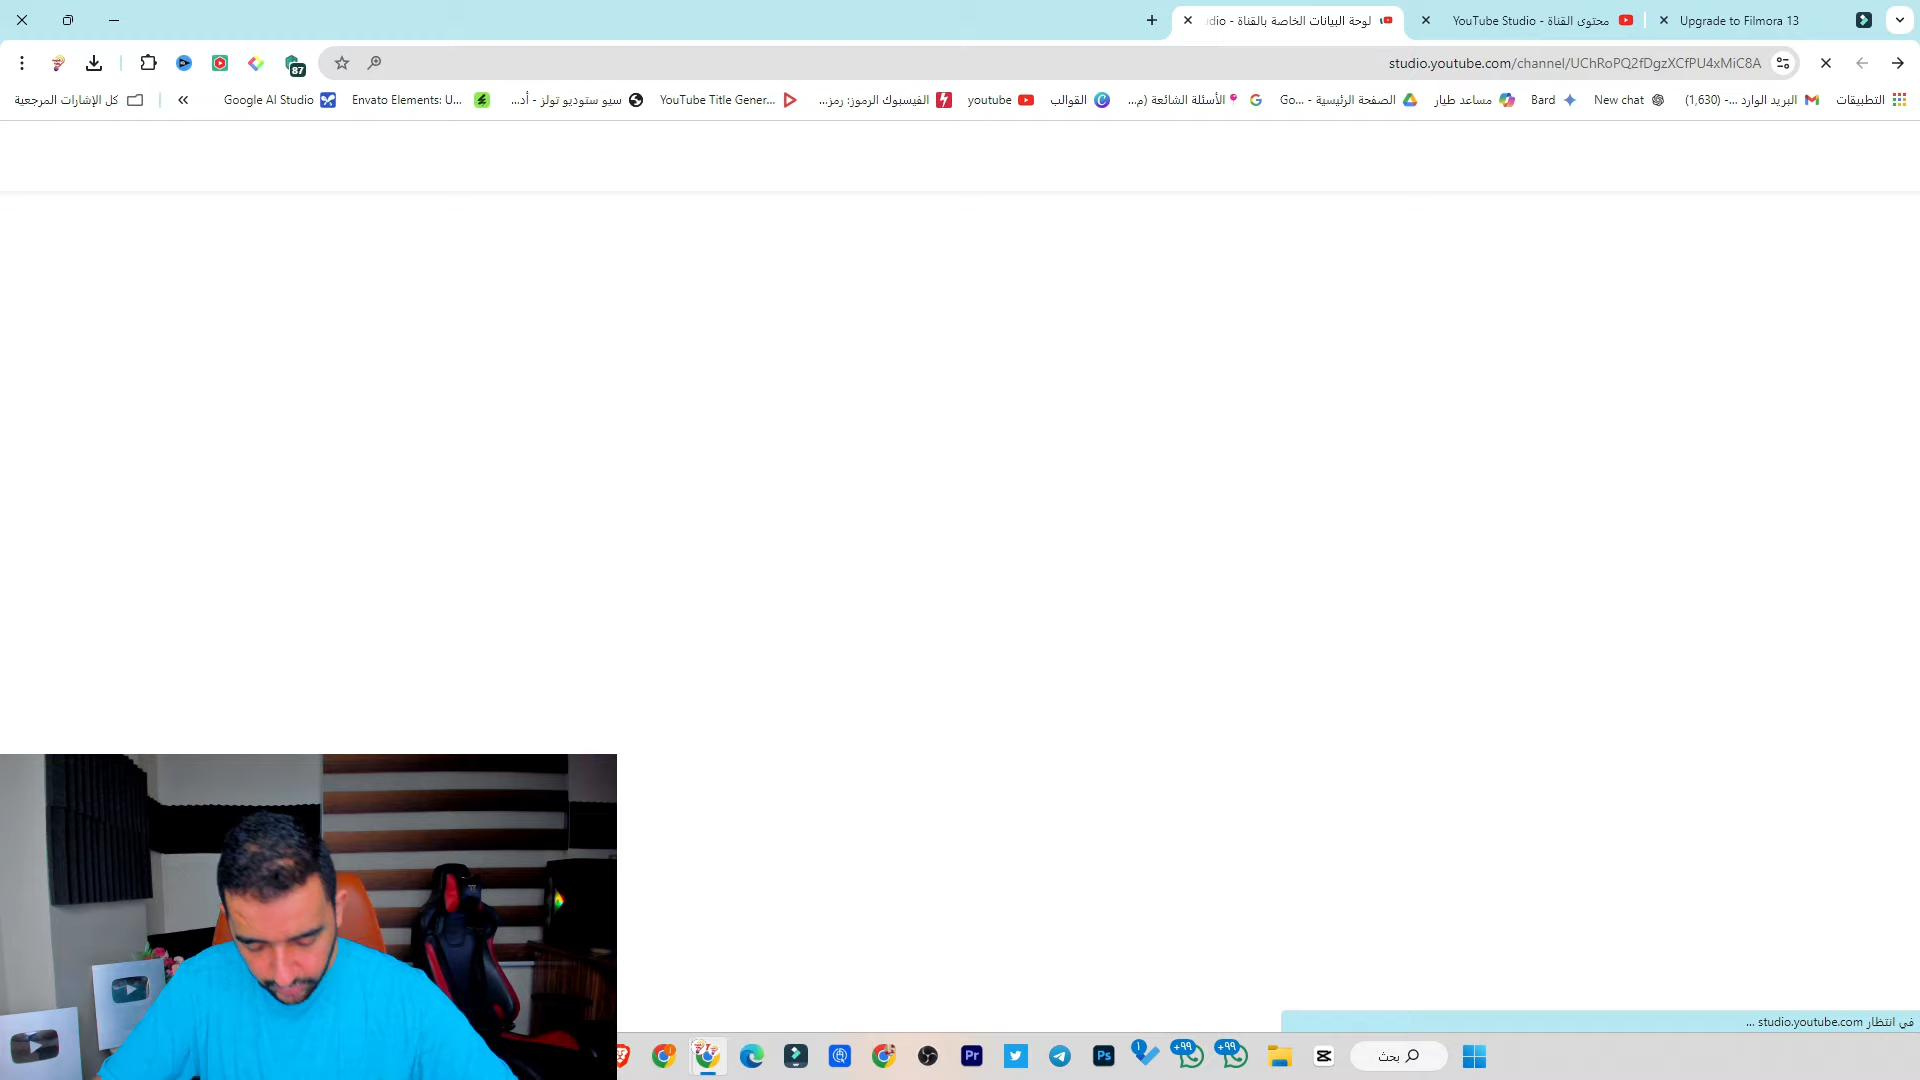 Upgrade to Filmora 13
محتوى القناة - YouTube Studio
لوحة البيانات الخاصة بالقناة - dio
studio.youtube.com/channel/UChRoPQ2fDgzXCfPU4xMiC8A
87
التطبيقات
البريد الوارد ...- (1,630)
New chat
Bard
مساعد طيار
الصفحة الرئيسية - Go...
الأسئلة الشائعة (م...
القوالب
youtube
الفيسبوك الرموز: رمز...
YouTube Title Gener...
سيو ستوديو تولز - أد...
Envato Elements: U...
Google AI Studio
كل الإشارات المرجعية
في انتظار studio.youtube.com ...
بحث
+٩٩
+٩٩
١
Ps
Pr